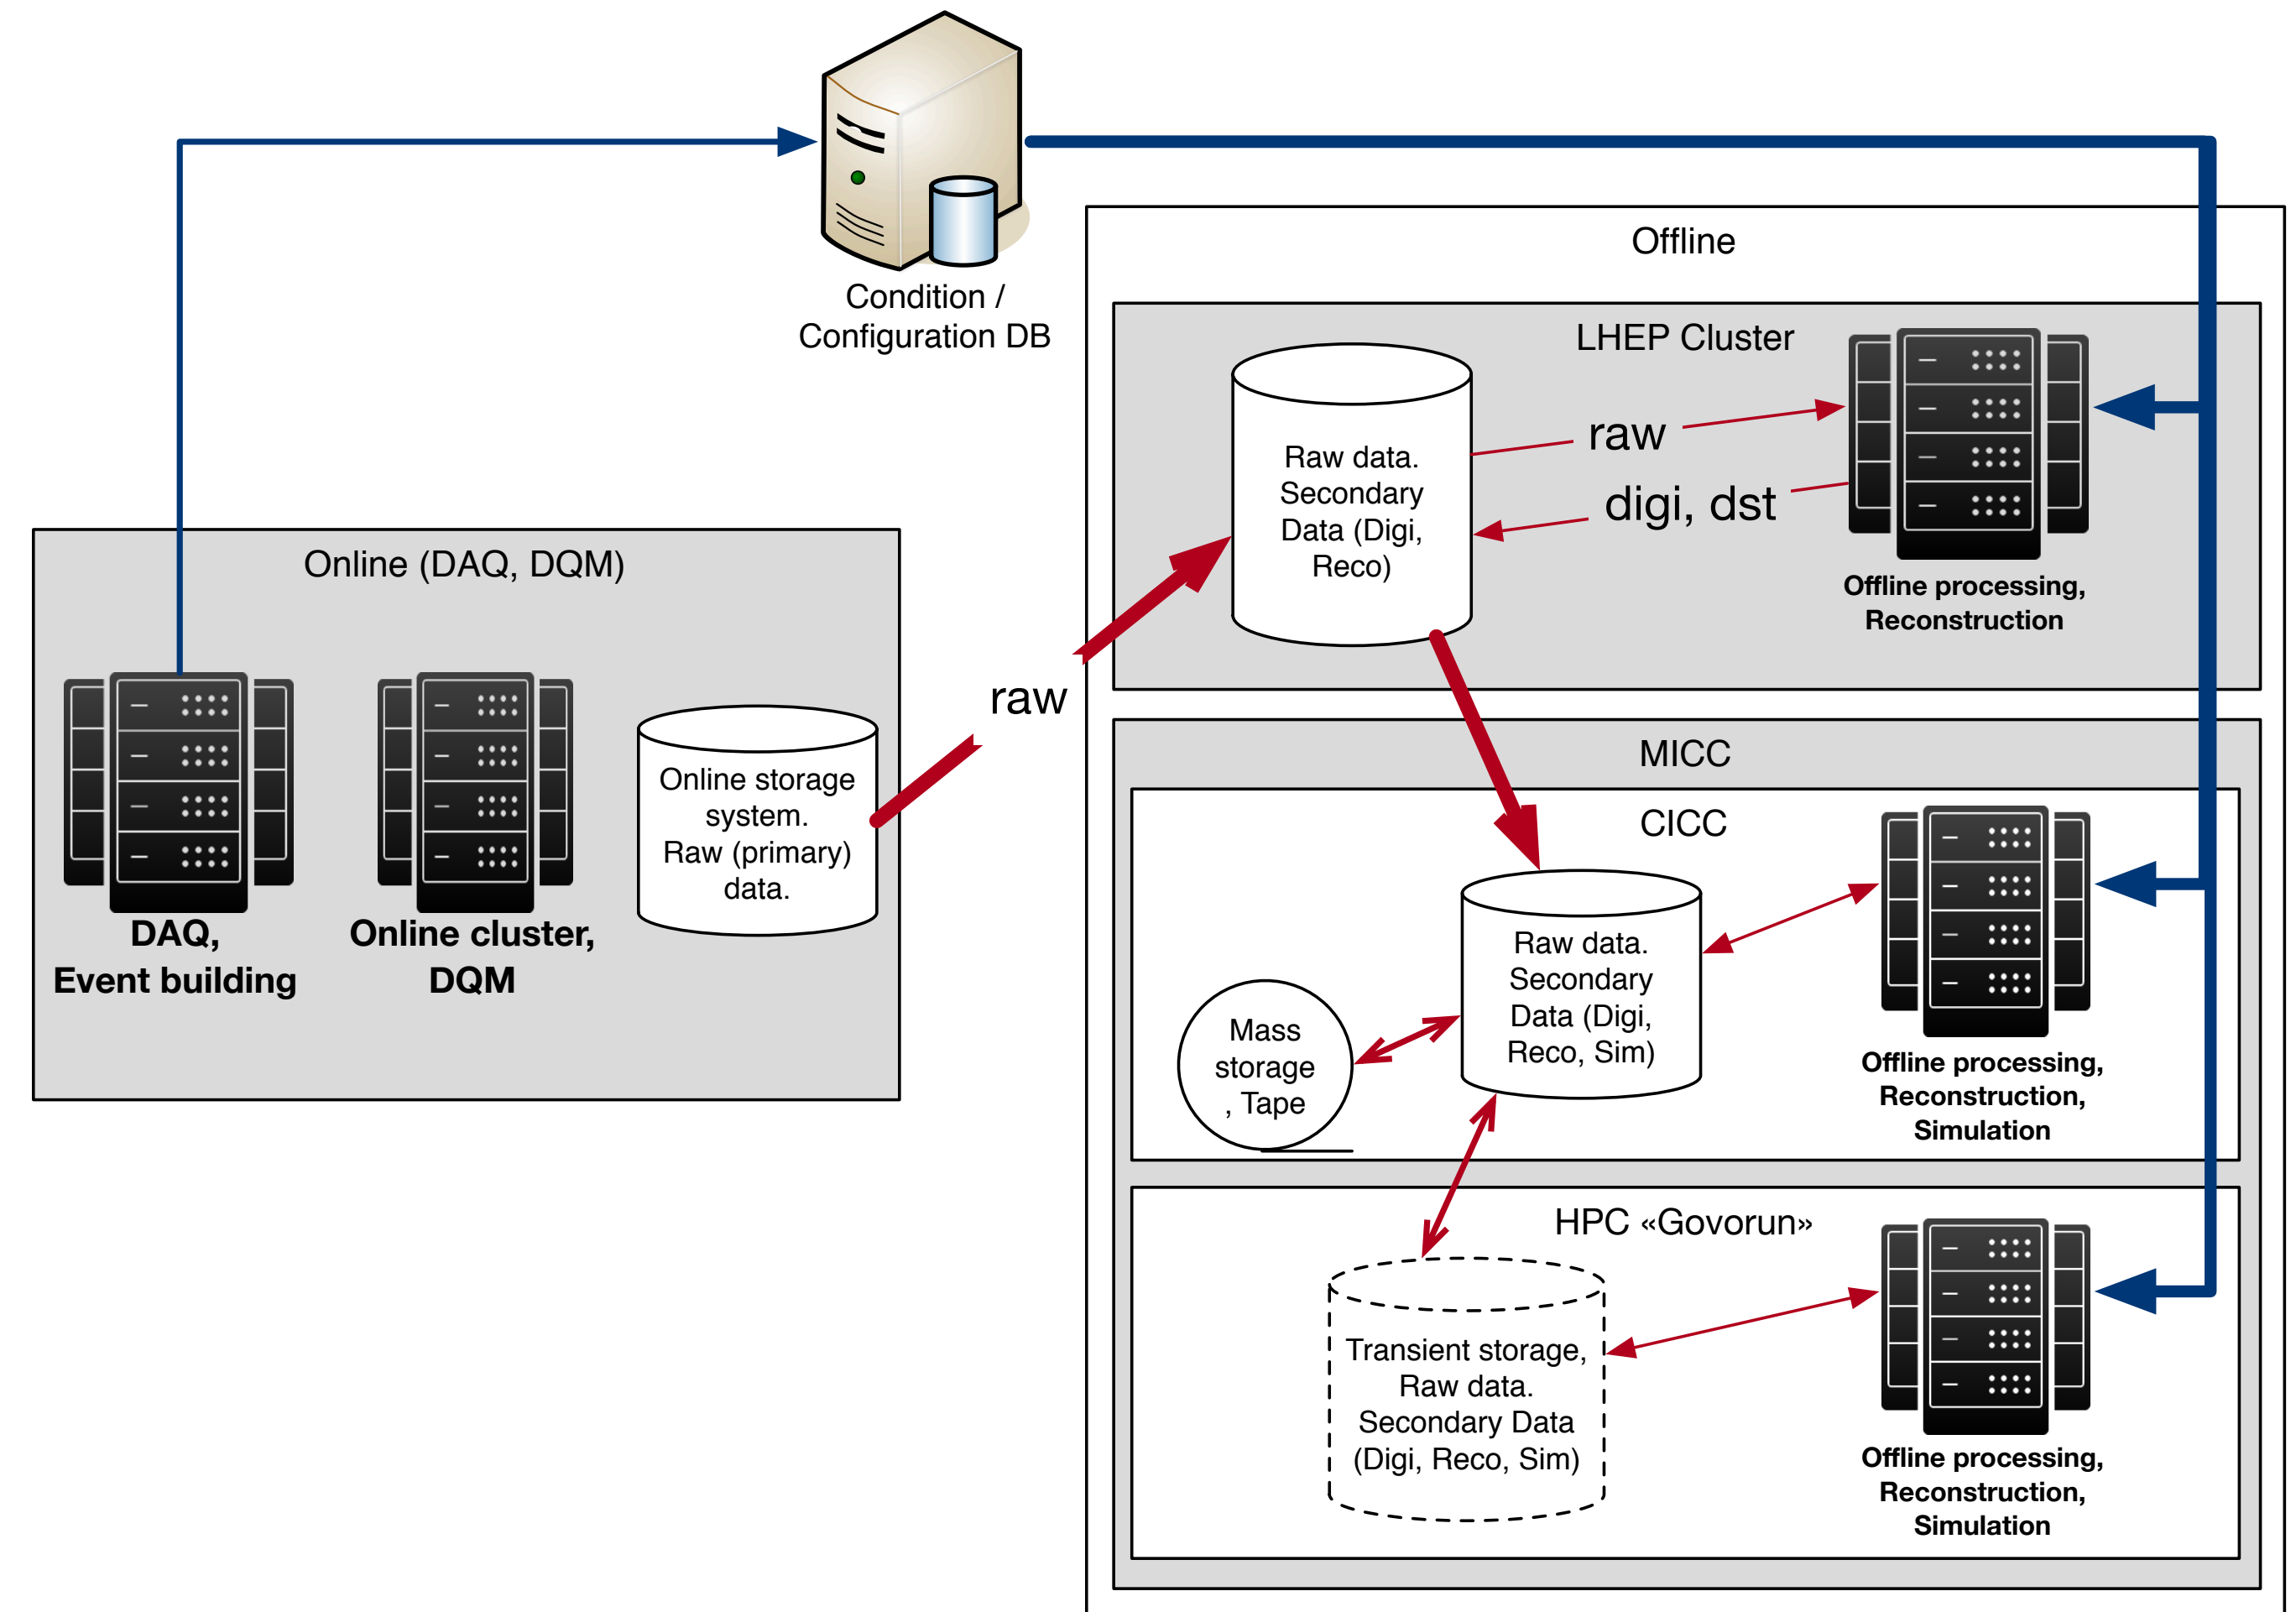 Condition /
Configuration DB
Offline
LHEP Cluster
Raw data.
Secondary
Data (Digi,
Reco)
raw
digi, dst
Offline processing,
Reconstruction
Online (DAQ, DQM)
DAQ,
Event building
Online cluster,
DQM
Online storage
system.
Raw (primary)
data.
raw
MICC
CICC
Raw data.
Secondary
Data (Digi,
Reco, Sim)
Mass
storage
, Tape
Offline processing,
Reconstruction,
Simulation
HPC «Govorun»
Transient storage,
Raw data.
Secondary Data
(Digi, Reco, Sim)
Offline processing,
Reconstruction,
Simulation